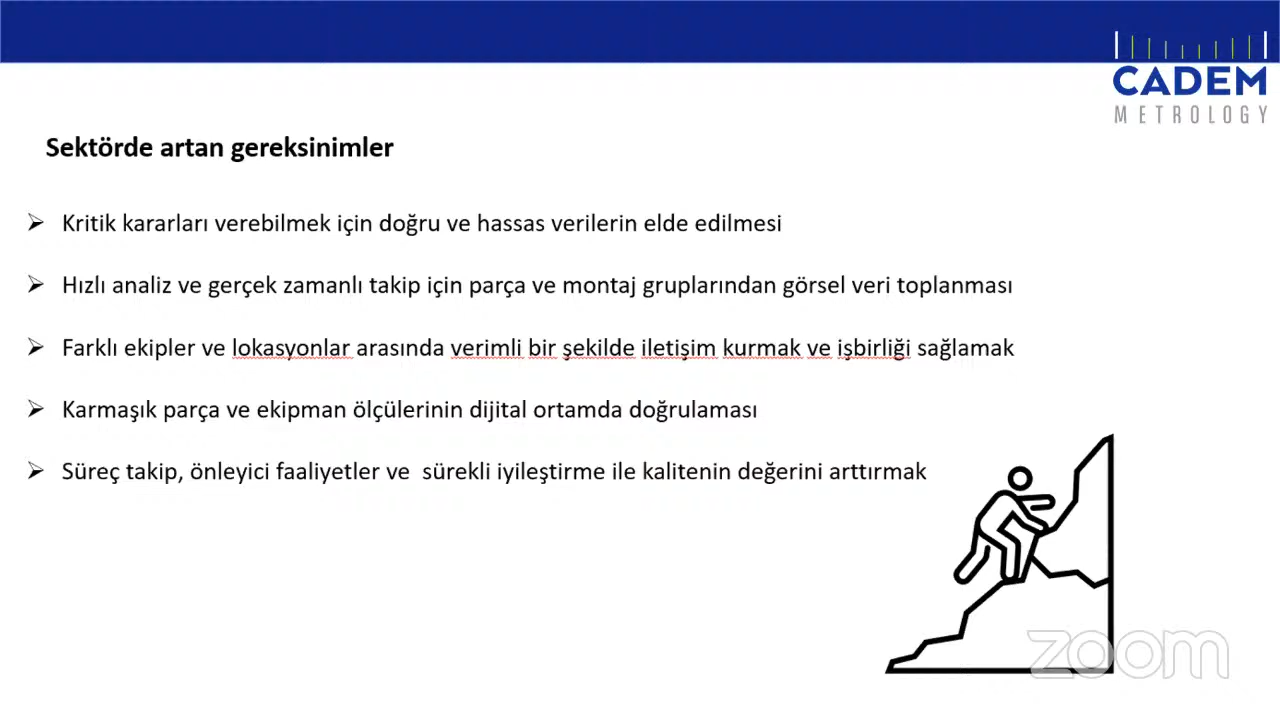 CADEM
METROLOGY
Sektörde artan gereksinimler
Kritik kararları verebilmek için doğru ve hassas verilerin elde edilmesi
Hızlı analiz ve gerçek zamanlı takip için parça ve montaj gruplarından görsel veri toplanması
Farklı ekipler ve lokasyonlar arasında verimli bir şekilde iletişim kurmak ve işbirliği sağlamak
Karmaşık parça ve ekipman ölçülerinin dijital ortamda doğrulaması
Süreç takip, önleyici faaliyetler ve  sürekli iyileştirme ile kalitenin değerini arttırmak
zoom